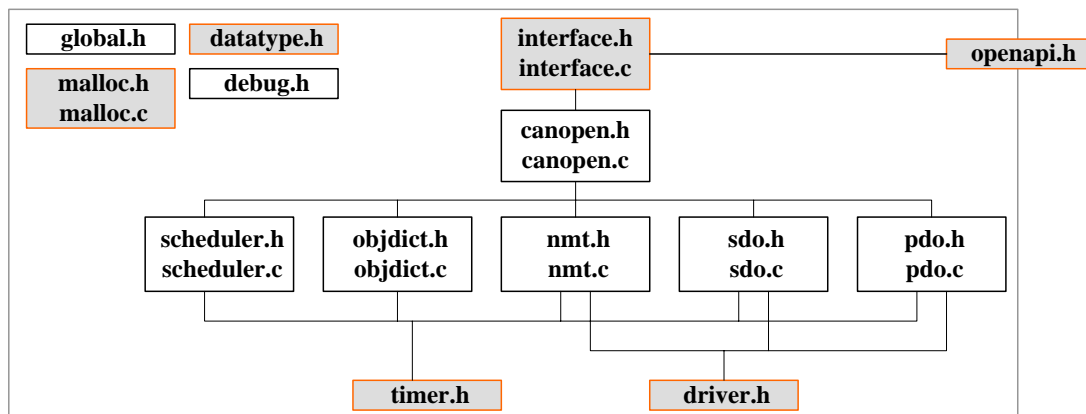 global.h
datatype.h
malloc.h
malloc.c
debug.h
interface.h
interface.c
openapi.h
canopen.h
canopen.c
scheduler.h
scheduler.c
objdict.h
objdict.c
nmt.h
nmt.c
sdo.h
sdo.c
pdo.h
pdo.c
timer.h
driver.h